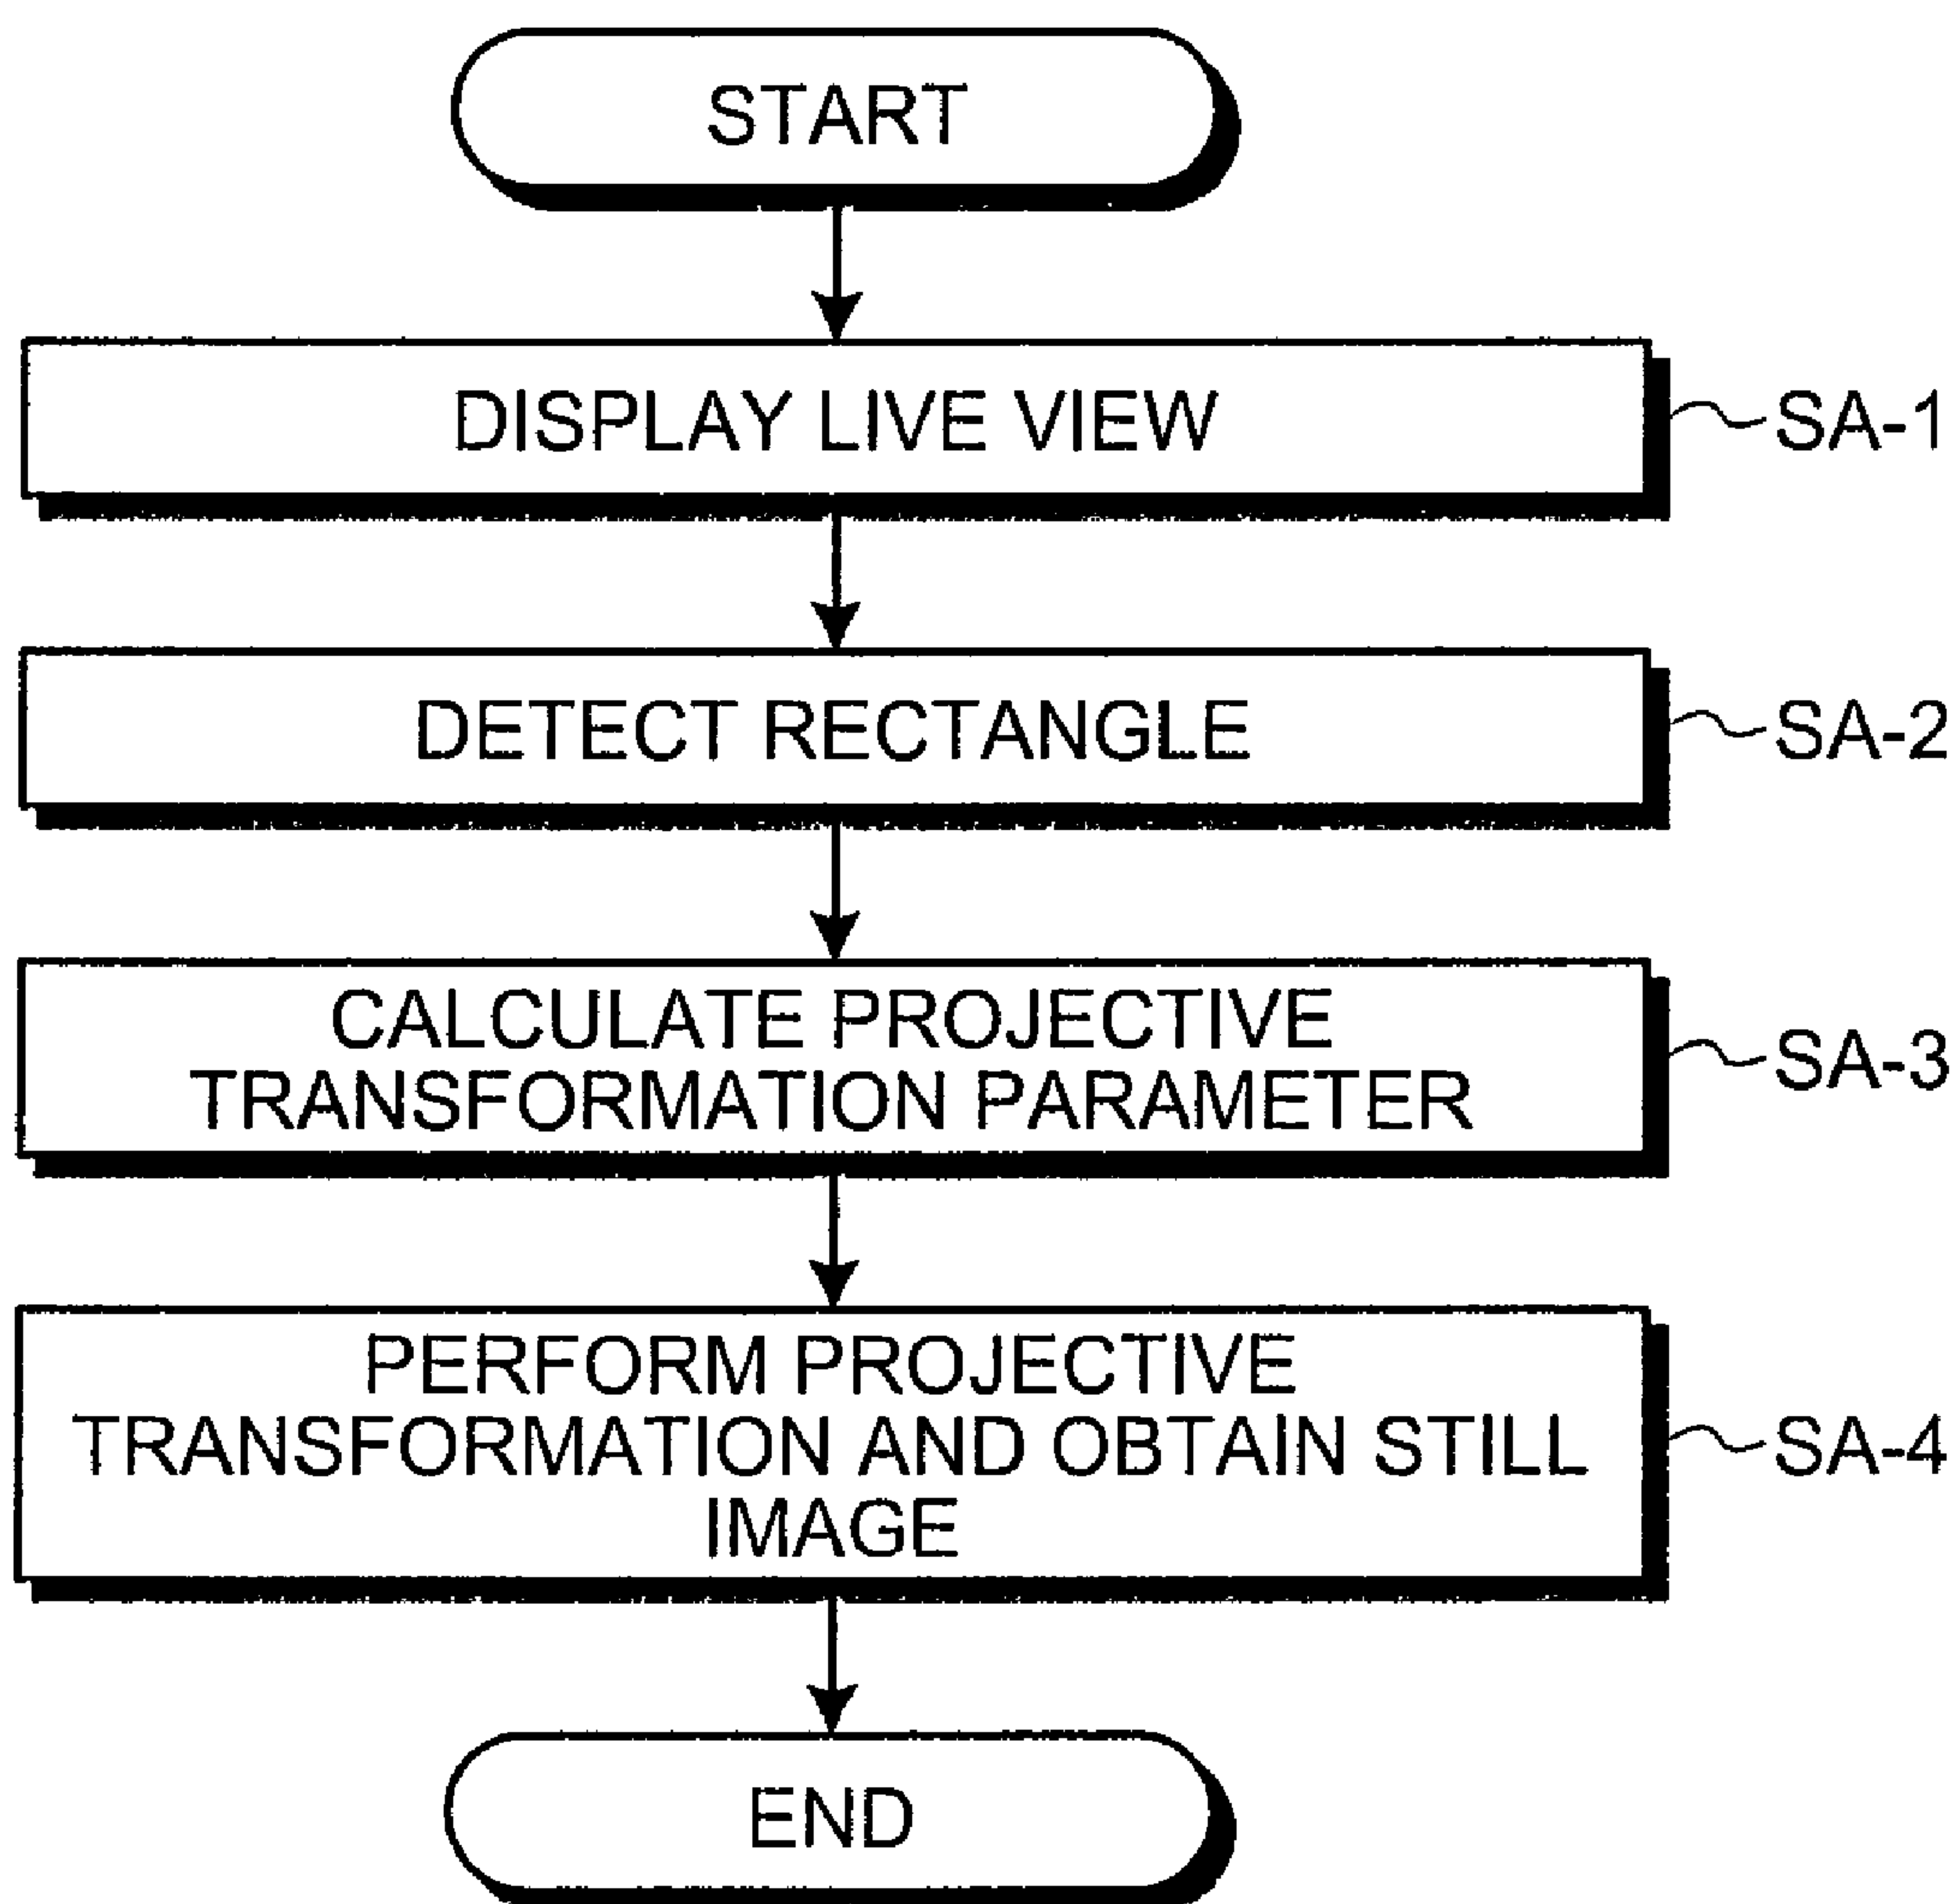 START
DISPLAY LIVE VIEW
SA-1
DETECT RECTANGLE
SA-2
CALCULATE PROJECTIVE
TRANSFORMATION PARAMETER
SA-3
PERFORM PROJECTIVE
TRANSFORMATION AND OBTAIN STILL
IMAGE
SA-4
END